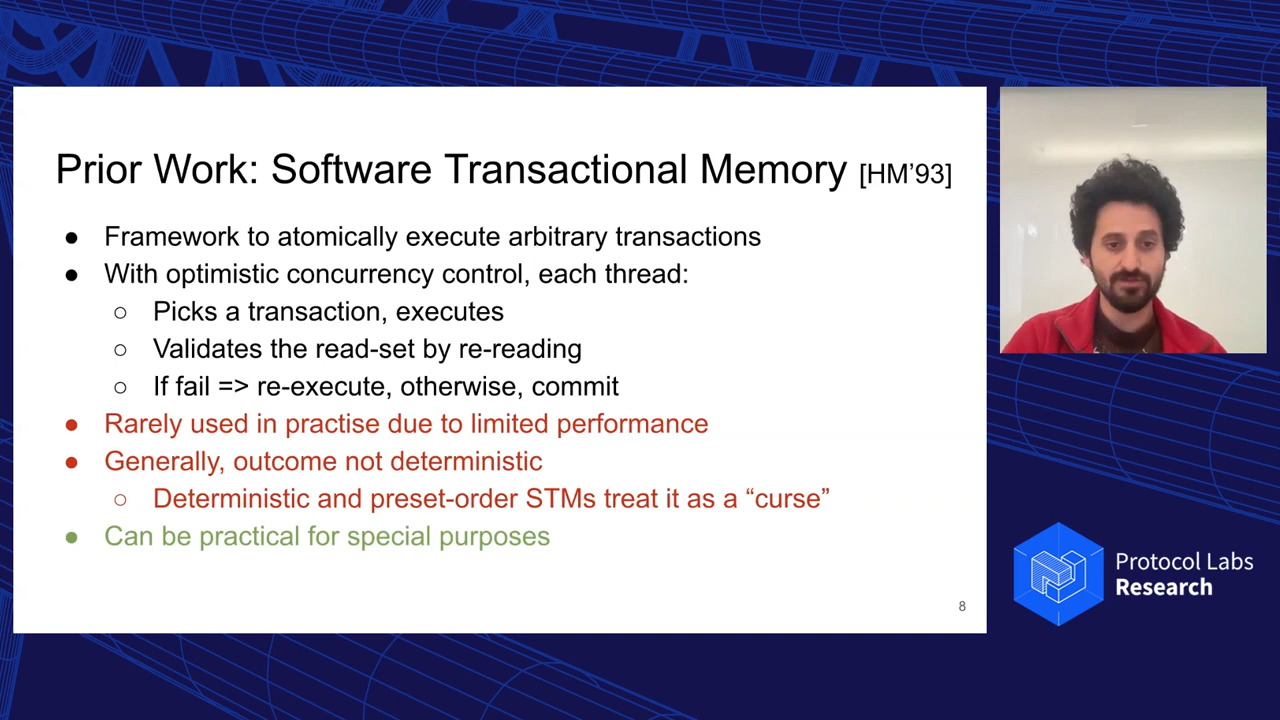 Prior Work: Software Transactional Memory [HM'93]
● Framework to atomically execute arbitrary transactions
● With optimistic concurrency control, each thread:
○ Picks a transaction, executes
○ Validates the read-set by re-reading
○ If fail => re-execute, otherwise, commit
● Rarely used in practise due to limited performance
● Generally, outcome not deterministic
○ Deterministic and preset-order STMs treat it as a “curse”
● Can be practical for special purposes
8
Protocol Labs
Research